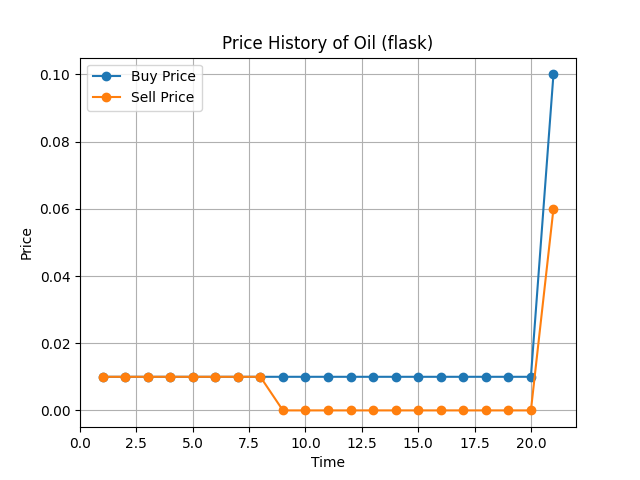 Price History of Oil (flask)
Buy Price
Sell Price
0.10
0.08
0.06
0.04
0.02
0.00
Price
0.0 2.5 5.0 7.5 10.0 12.5 15.0 17.5 20.0
Time